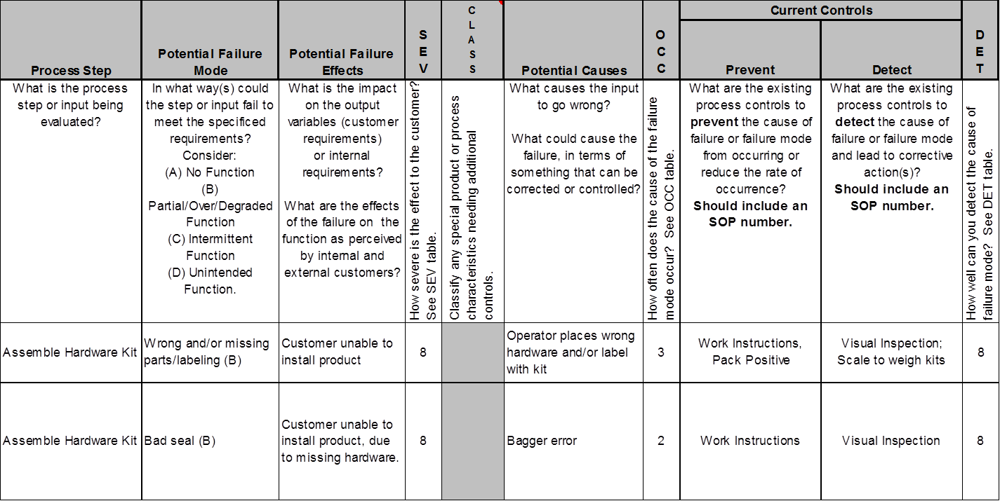 Process Step
Potential Failure
Mode
Potential Failure
Effects
S
E
V
C
L
A
S
S
Potential Causes
O
C
C
Current Controls
Prevent
Detect
D
E
T
What is the process
step or input being
evaluated?
In what way(s) could
the step or input fail to
meet the specificed
requirements?
Consider:
(A) No Function
(B)
Partial/Over/Degraded
Function
(C) Intermittent
Function
(D) Unintended
Function.
What is the impact
on the output
variables (customer
requirements)
or internal
requirements?
What are the effects
of the failure on the
function as perceived
by internal and
external customers?
How severe is the effect to the customer?
See SEV table.
Classify any special product or process
characteristics needing additional
controls.
What causes the input
to go wrong?
What could cause the
failure, in terms of
something that can be
corrected or controlled?
How often does the cause of the failure
mode occur? See OCC table.
What are the existing
process controls to
prevent the cause of
failure or failure mode
from occurring or
reduce the rate of
occurrence?
Should include an
SOP number.
What are the existing
process controls to
detect the cause of
failure or failure mode
and lead to corrective
action(s)?
Should include an
SOP number.
How well can you detect the cause of
failure mode? See DET table.
Assemble Hardware Kit
Wrong and/or missing
parts/labeling (B)
Customer unable to
install product
8
Operator places wrong
hardware and/or label
with kit
3
Work Instructions,
Pack Positive
Visual Inspection;
Scale to weigh kits
8
Assemble Hardware Kit
Bad seal (B)
Customer unable to
install product, due
to missing hardware.
8
Bagger error
2
Work Instructions
Visual Inspection
8